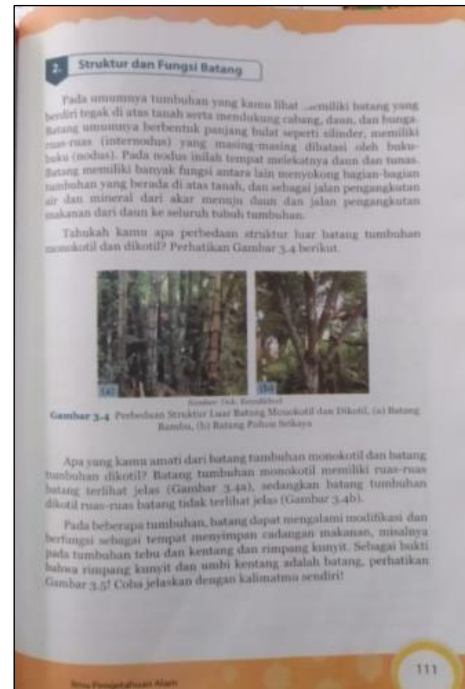 2. Struktur dan Fungsi Batang
Pada umumnya tumbuhan yang kamu lihat memiliki batang yang
berdiri tegak di atas tanah serta mendukung cabang, daun, dan bunga.
Batang umumnya berbentuk panjang bulat seperti silinder, memiliki
ruas-ruas (internodus) yang masing-masing dibatasi oleh buku-
buku (nodus). Pada nodus inilah tempat melekatnya daun dan tunas.
Batang memiliki banyak fungsi antara lain menyokong bagian-bagian
tumbuhan yang berada di atas tanah, dan sebagai jalan pengangkutan
air dan mineral dari akar menuju daun dan jalan pengangkutan
makanan dari daun ke seluruh tubuh tumbuhan.
Tahukah kamu apa perbedaan struktur luar batang tumbuhan
monokotil dan dikotil? Perhatikan Gambar 3.4 berikut.
(a) (b)
Sumber: Dok. Kemdikbud
Gambar 3.4 Perbedaan Struktur Luar Batang Monokotil dan Dikotil, (a) Batang
Bambu, (b) Batang Pohon Srikaya
Apa yang kamu amati dari batang tumbuhan monokotil dan batang
tumbuhan dikotil? Batang tumbuhan monokotil memiliki ruas-ruas
batang terlihat jelas (Gambar 3.4a), sedangkan batang tumbuhan
dikotil ruas-ruas batang tidak terlihat jelas (Gambar 3.4b).
Pada beberapa tumbuhan, batang dapat mengalami modifikasi dan
berfungsi sebagai tempat menyimpan cadangan makanan, misalnya
pada tumbuhan tebu dan kentang dan rimpang kunyit. Sebagai bukti
bahwa rimpang kunyit dan umbi kentang adalah batang, perhatikan
Gambar 3.5! Coba jelaskan dengan kalimatmu sendiri!
Ilmu Pengetahuan Alam
111